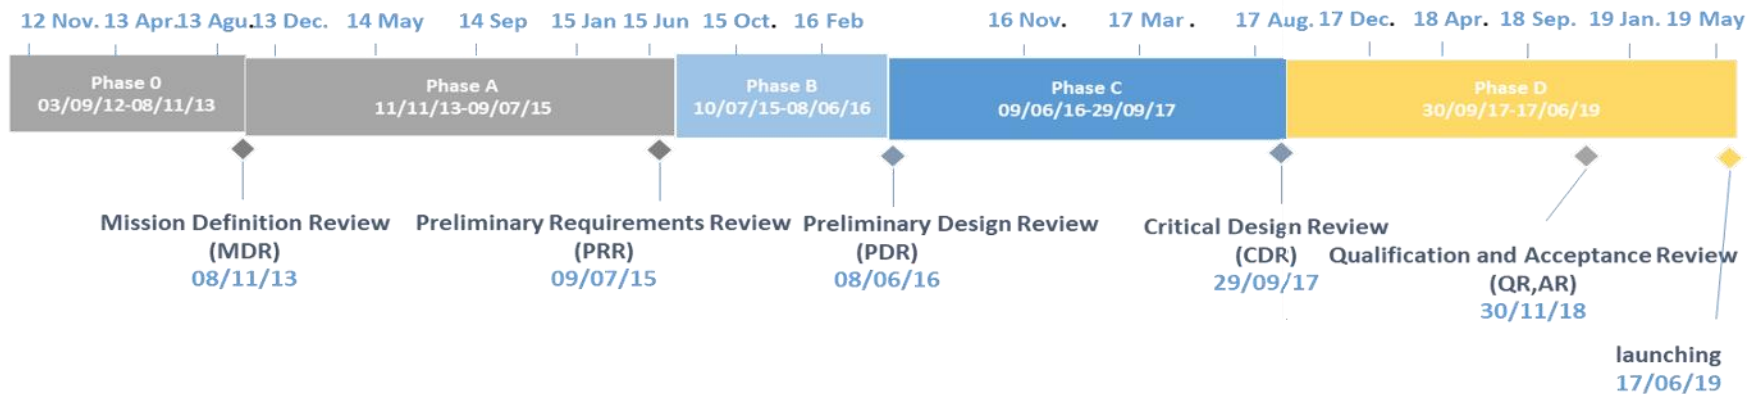 12 Nov. 13 Apr. 13 Agu. 13 Dec. 14 May 14 Sep 15 Jan 15 Jun 15 Oct. 16 Feb 16 Nov. 17 Mar . 17 Aug. 17 Dec. 18 Apr. 18 Sep. 19 Jan. 19 May
Phase 0
03/09/12-08/11/13
Phase A
11/11/13-09/07/15
Phase B
10/07/15-08/06/16
Phase C
09/06/16-29/09/17
Phase D
30/09/17-17/06/19
Mission Definition Review
(MDR)
08/11/13
Preliminary Requirements Review
(PRR)
09/07/15
Preliminary Design Review
(PDR)
08/06/16
Critical Design Review
(CDR)
29/09/17
Qualification and Acceptance Review
(QR,AR)
30/11/18
launching
17/06/19